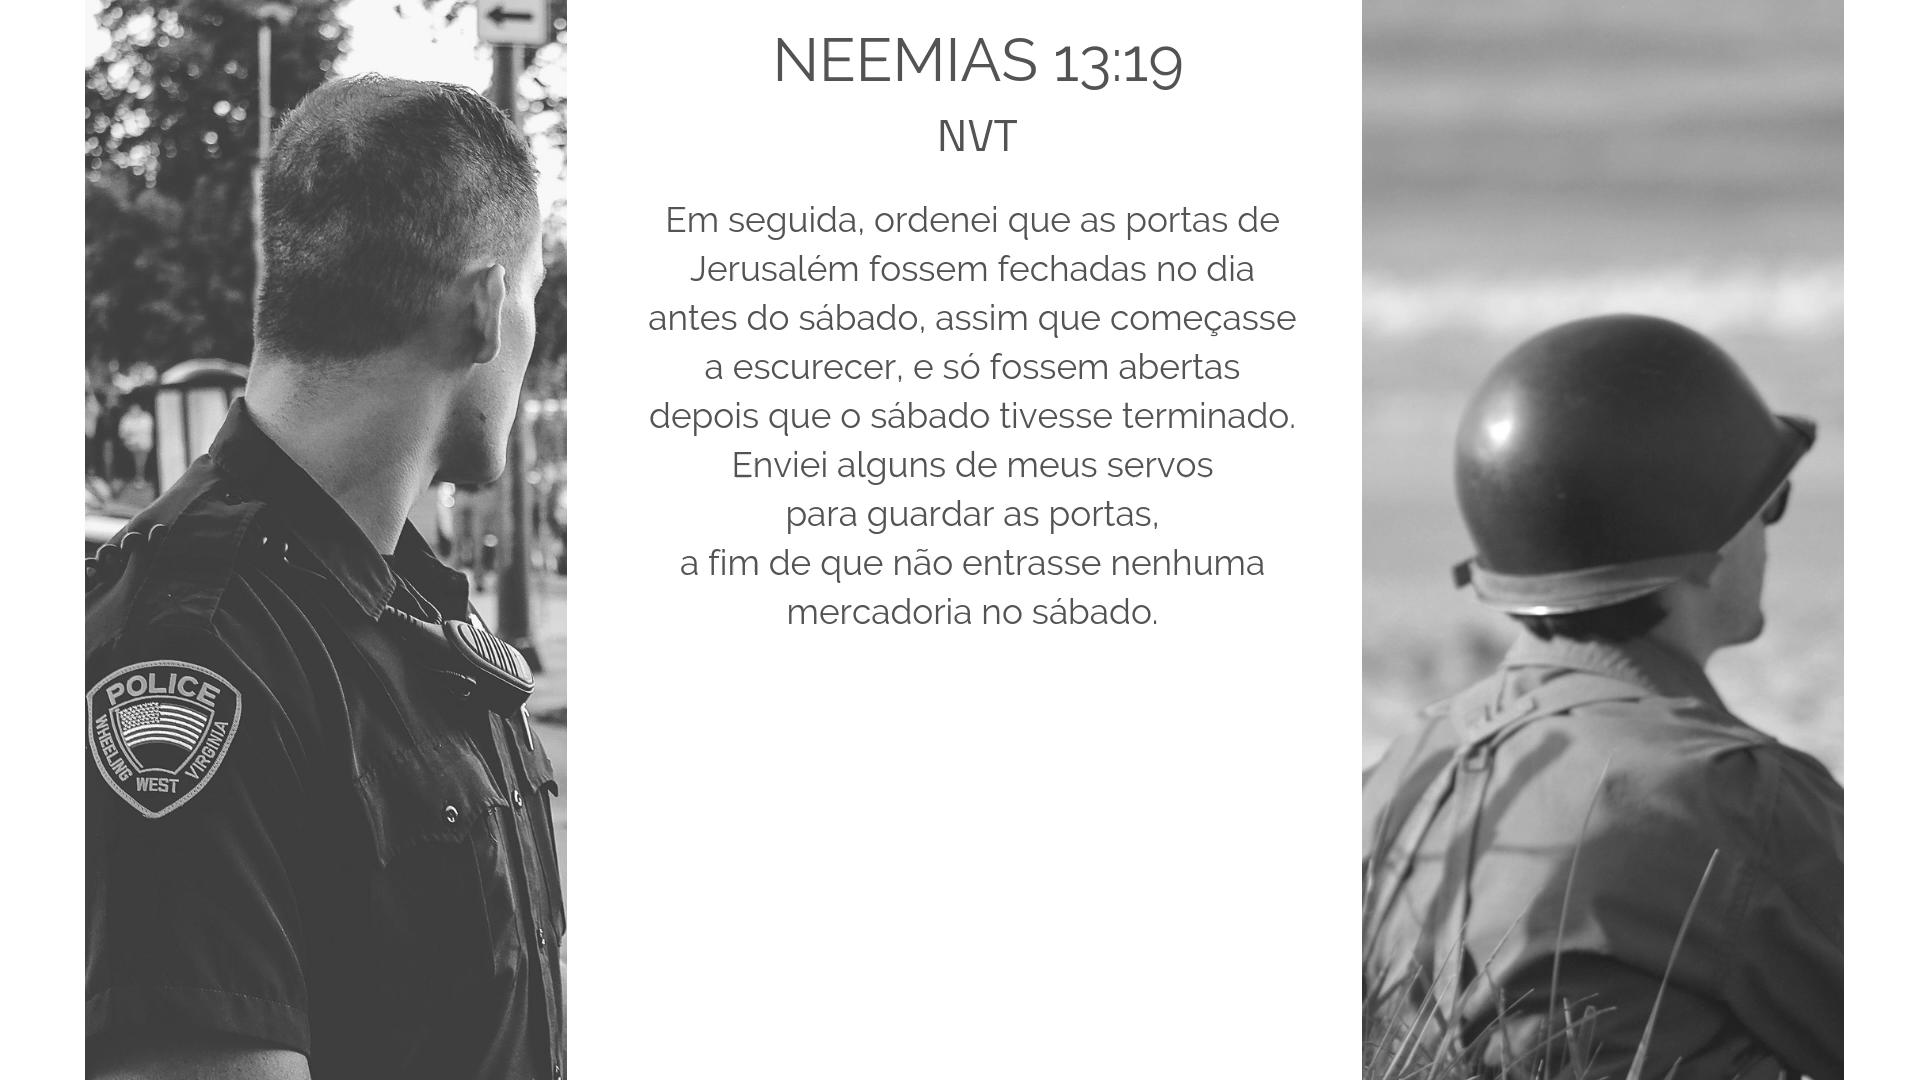 NEEMIAS 13:19
NVT
Em seguida, ordenei que as portas de
Jerusalém fossem fechadas no dia
antes do sábado, assim que começasse
a escurecer, e só fossem abertas
depois que o sábado tivesse terminado.
Enviei alguns de meus servos
para guardar as portas,
a fim de que não entrasse nenhuma
mercadoria no sábado.
POLICE
WHEELING
WEST
VIRGINIA